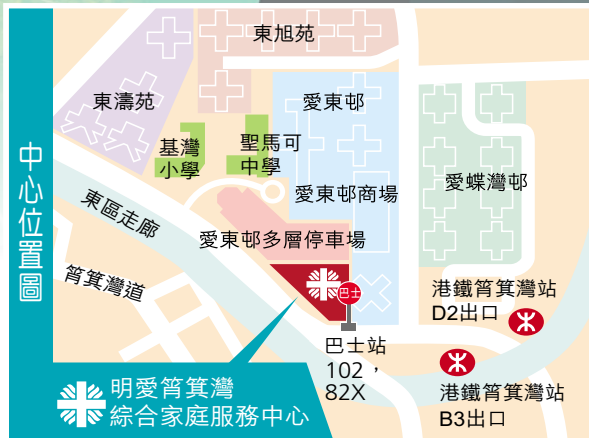 中心位置圖
東旭苑
東濤苑
愛東邨
基灣
小學
聖馬可
中學
愛東邨商場
愛蝶灣邨
東區走廊
愛東邨多層停車場
筲箕灣道
巴士
港鐵筲箕灣站
D2出口
巴士站
102，
82X
港鐵筲箕灣站
B3出口
明愛筲箕灣
綜合家庭服務中心